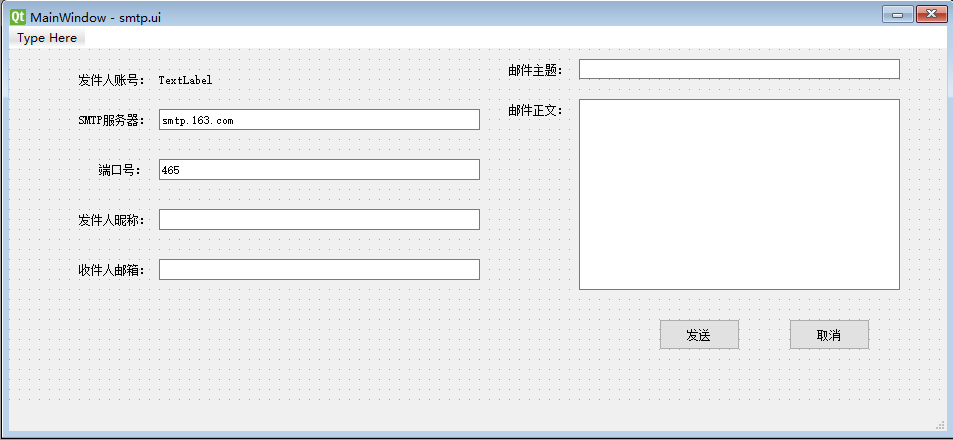 MainWindow - smtp.ui
Type Here
发件人账号： TextLabel
SMTP服务器： smtp.163.com
端口号： 465
发件人昵称：
收件人邮箱：
邮件主题：
邮件正文：
发送
取消